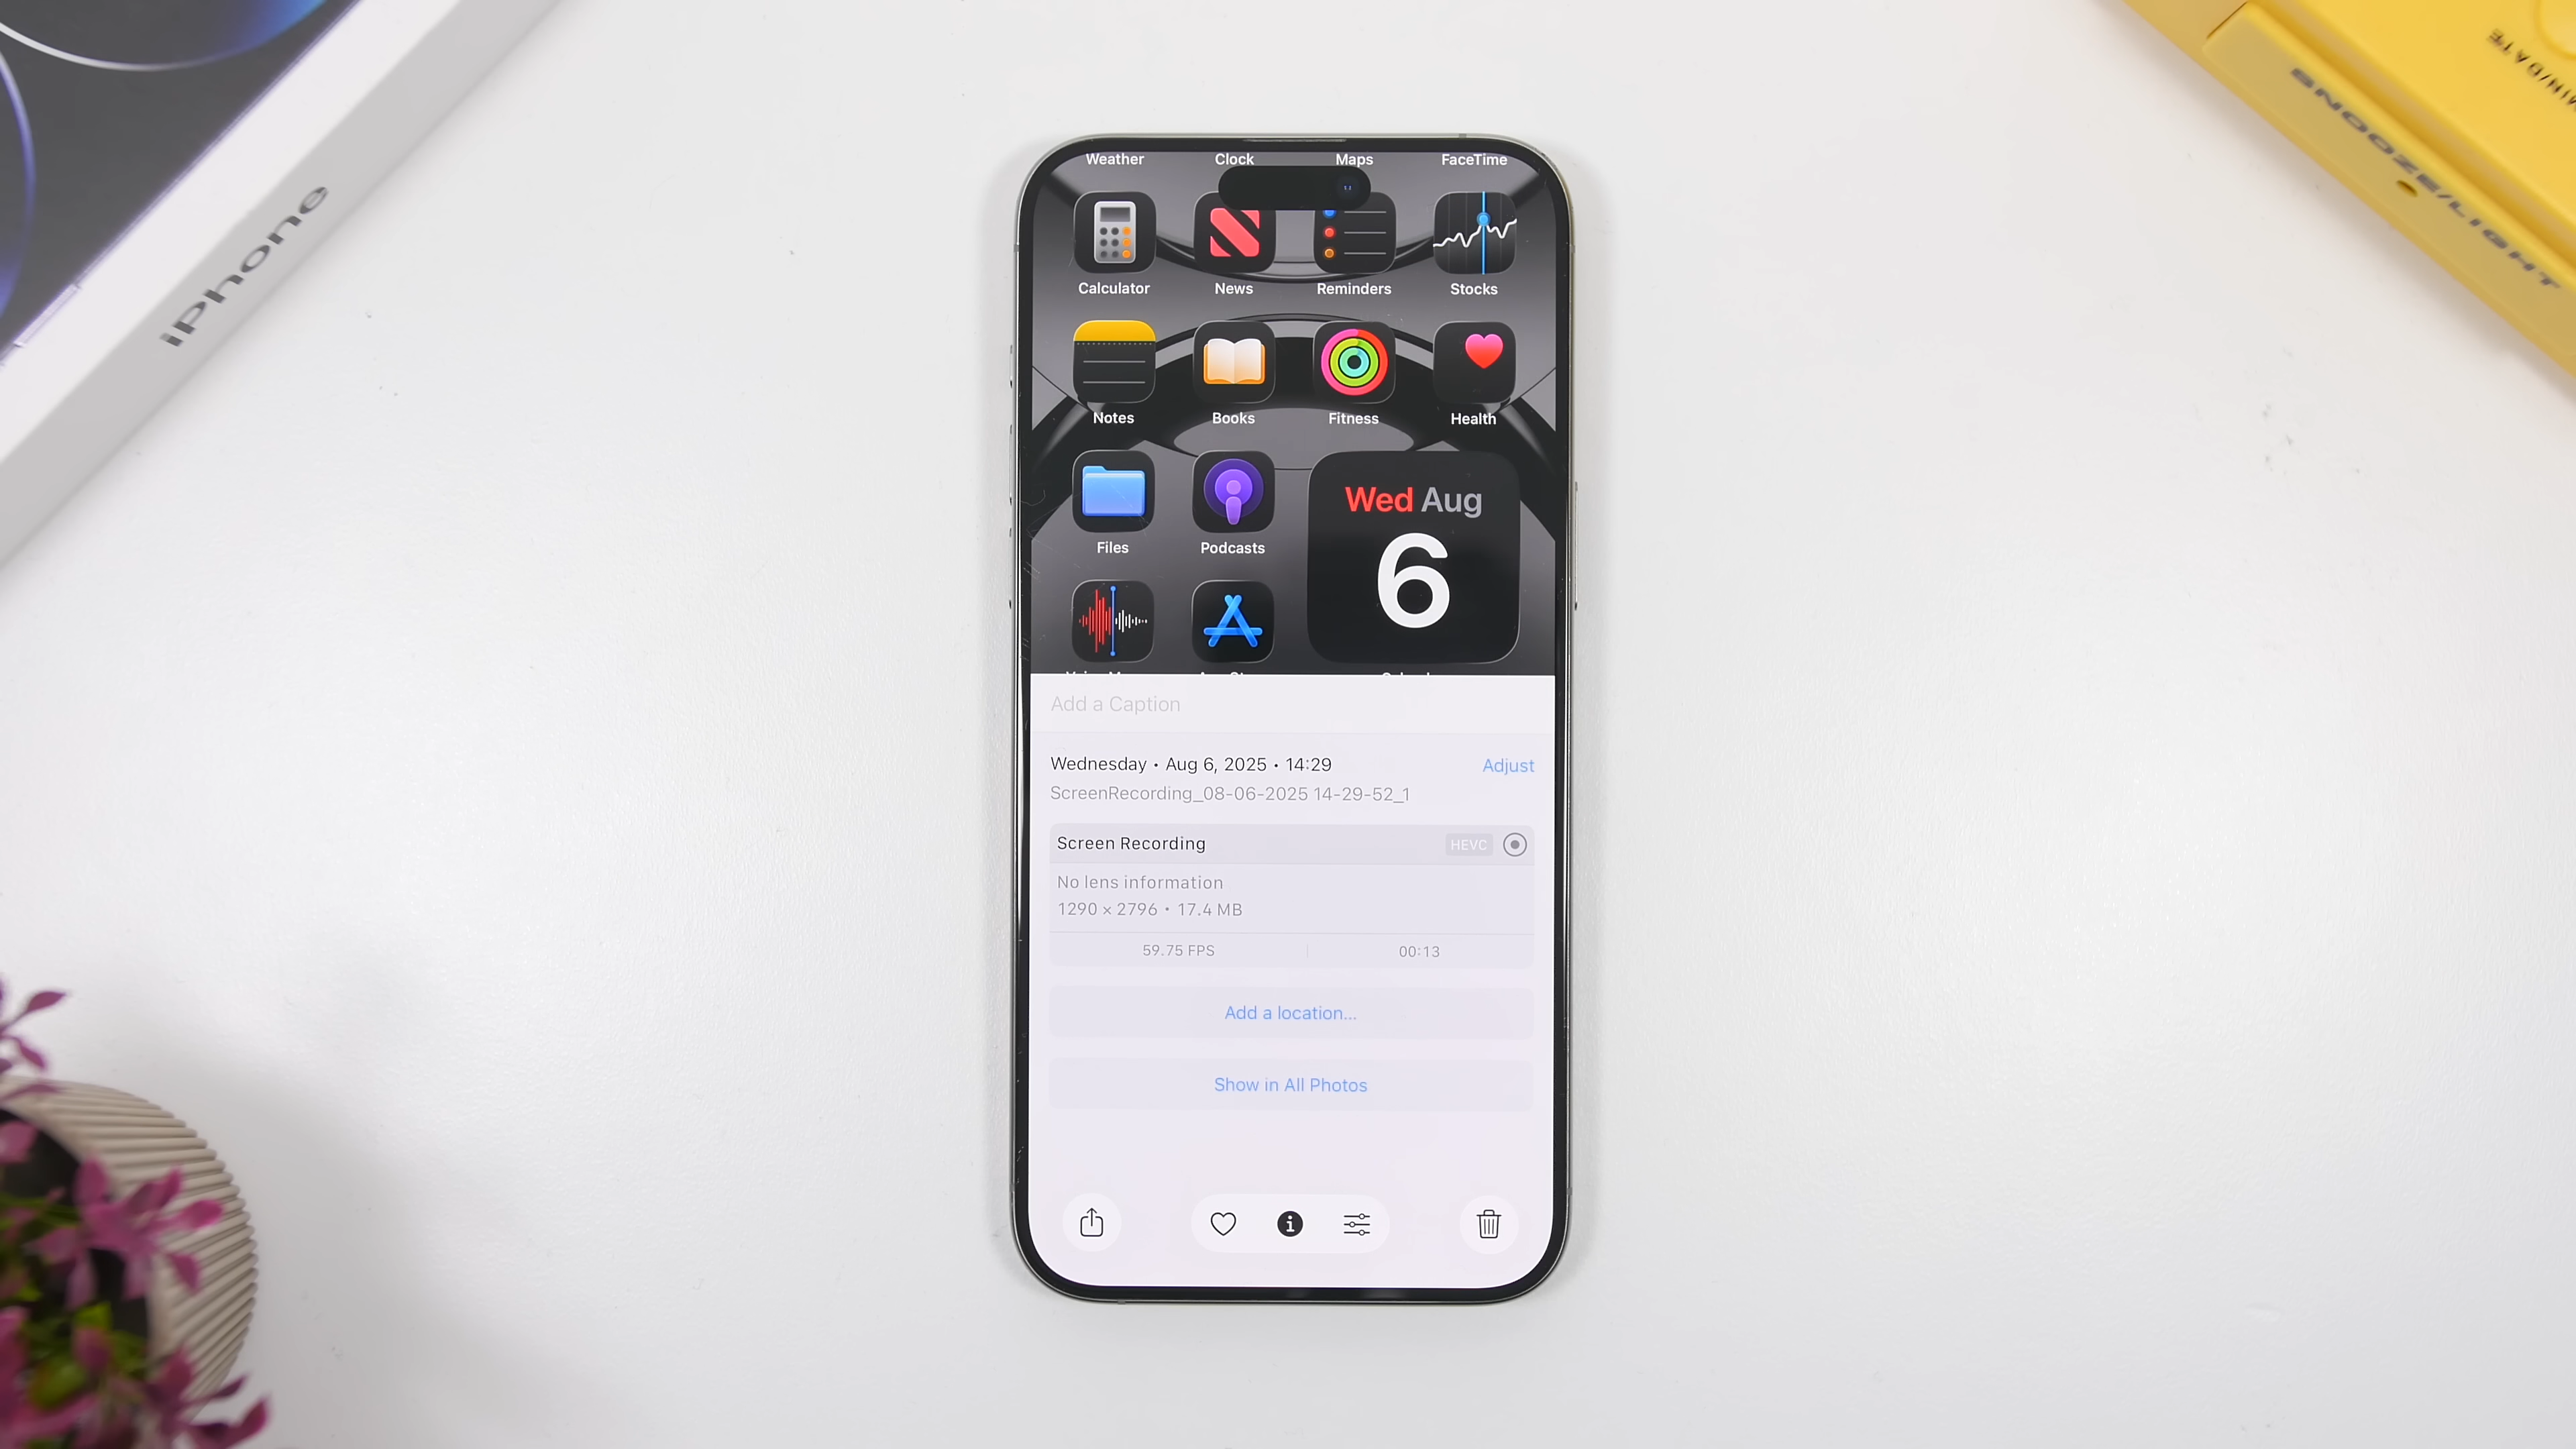 iPhone
MIN/DATE
SNOOZE/LIGHT
Weather Clock Maps FaceTime
Calculator News Reminders Stocks
Notes Books Fitness Health
Wed Aug
6
Files Podcasts
Add a Caption
Wednesday • Aug 6, 2025 • 14:29
Adjust
ScreenRecording_08-06-2025 14-29-52_1
Screen Recording
HEVC
No lens information
1290 × 2796 • 17.4 MB
59.75 FPS
00:13
Add a location...
Show in All Photos